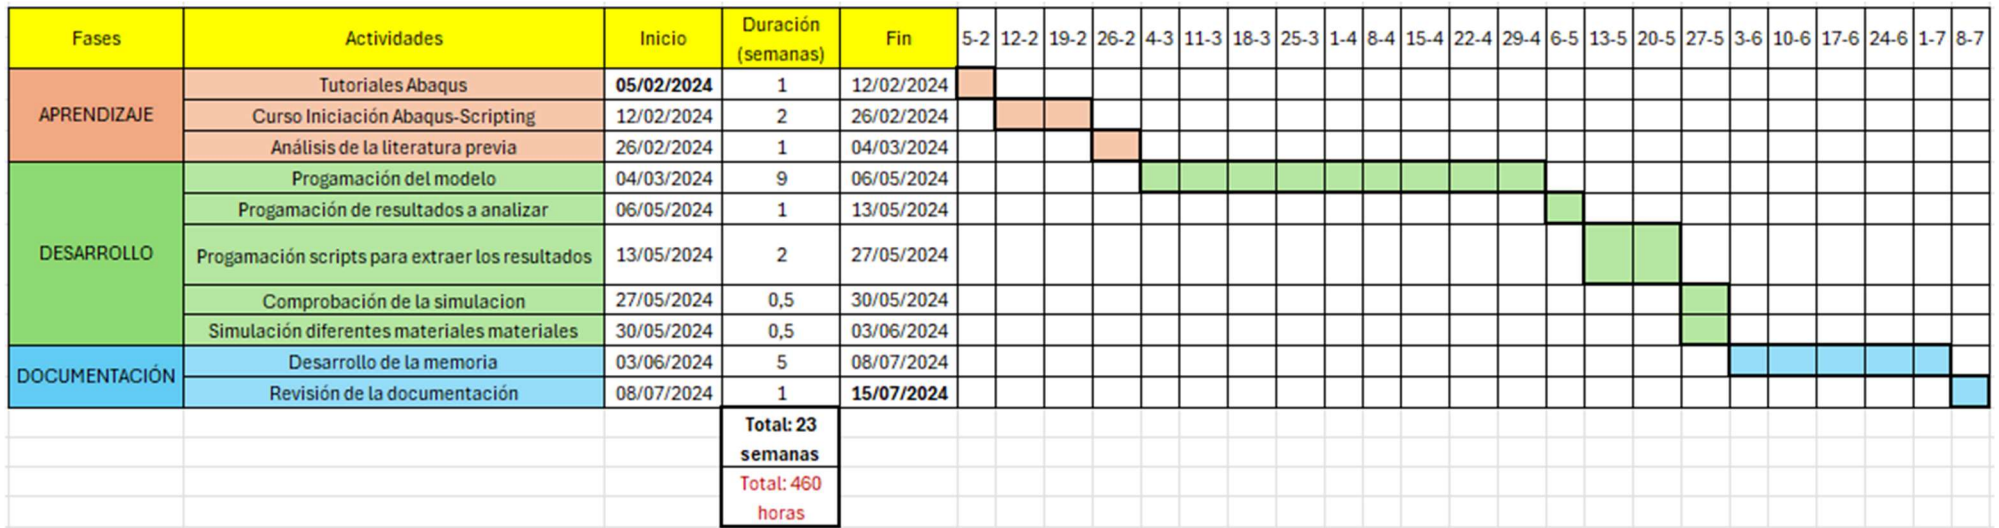 Fases Actividades Inicio Duración (semanas) Fin 5-2 12-2 19-2 26-2 4-3 11-3 18-3 25-3 1-4 8-4 15-4 22-4 29-4 6-5 13-5 20-5 27-5 3-6 10-6 17-6 24-6 1-7 8-7
APRENDIZAJE
Tutoriales Abaqus 05/02/2024 1 12/02/2024
Curso Iniciación Abaqus-Scripting 12/02/2024 2 26/02/2024
Análisis de la literatura previa 26/02/2024 1 04/03/2024
DESARROLLO
Progamación del modelo 04/03/2024 9 06/05/2024
Progamación de resultados a analizar 06/05/2024 1 13/05/2024
Progamación scripts para extraer los resultados 13/05/2024 2 27/05/2024
Comprobación de la simulacion 27/05/2024 0,5 30/05/2024
Simulación diferentes materiales materiales 30/05/2024 0,5 03/06/2024
DOCUMENTACIÓN
Desarrollo de la memoria 03/06/2024 5 08/07/2024
Revisión de la documentación 08/07/2024 1 15/07/2024
Total: 23
semanas
Total: 460
horas